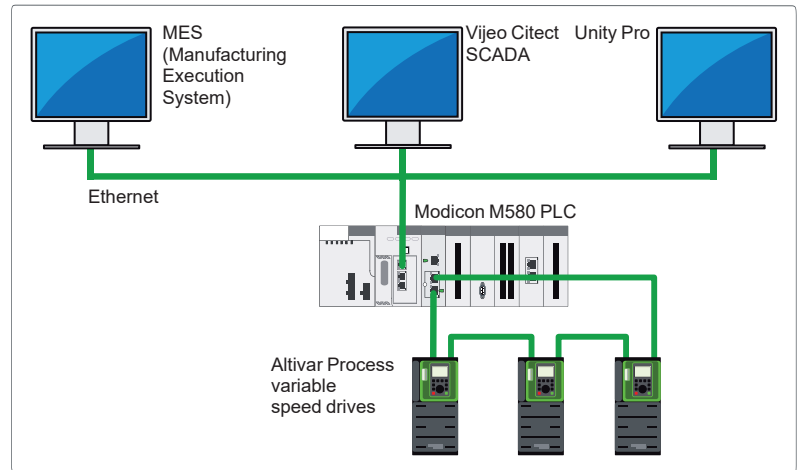 MES
(Manufacturing
Execution
System)
Vijeo Citect
SCADA
Unity Pro
Ethernet
Modicon M580 PLC
Altivar Process
variable
speed drives